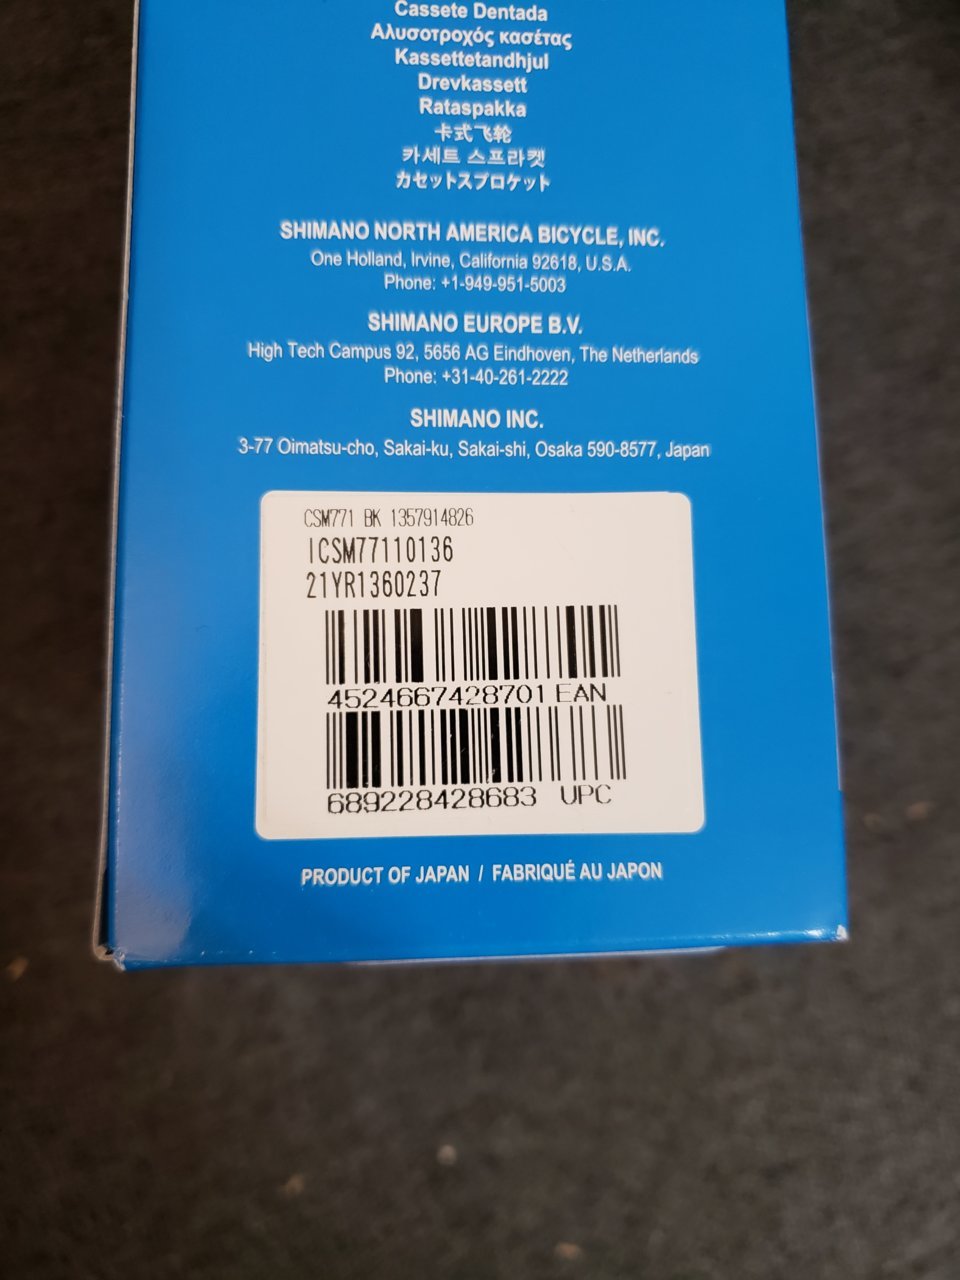 Cassete Dentada
Αλυσοτροχός κασέτας
Kassettetandhjul
Drevkassett
Rataspakka
卡式飞轮
카세트 스프라켓
カセットスプロケット
SHIMANO NORTH AMERICA BICYCLE, INC.
One Holland, Irvine, California 92618, U.S.A.
Phone: +1-949-951-5003
SHIMANO EUROPE B.V.
High Tech Campus 92, 5656 AG Eindhoven, The Netherlands
Phone: +31-40-261-2222
SHIMANO INC.
3-77 Oimatsu-cho, Sakai-ku, Sakai-shi, Osaka 590-8577, Japan
CSM771 BK 1357914826
ICSM77110136
21YR1360237
4524667428701 EAN
689228428683 UPC
PRODUCT OF JAPAN / FABRIQUÉ AU JAPON